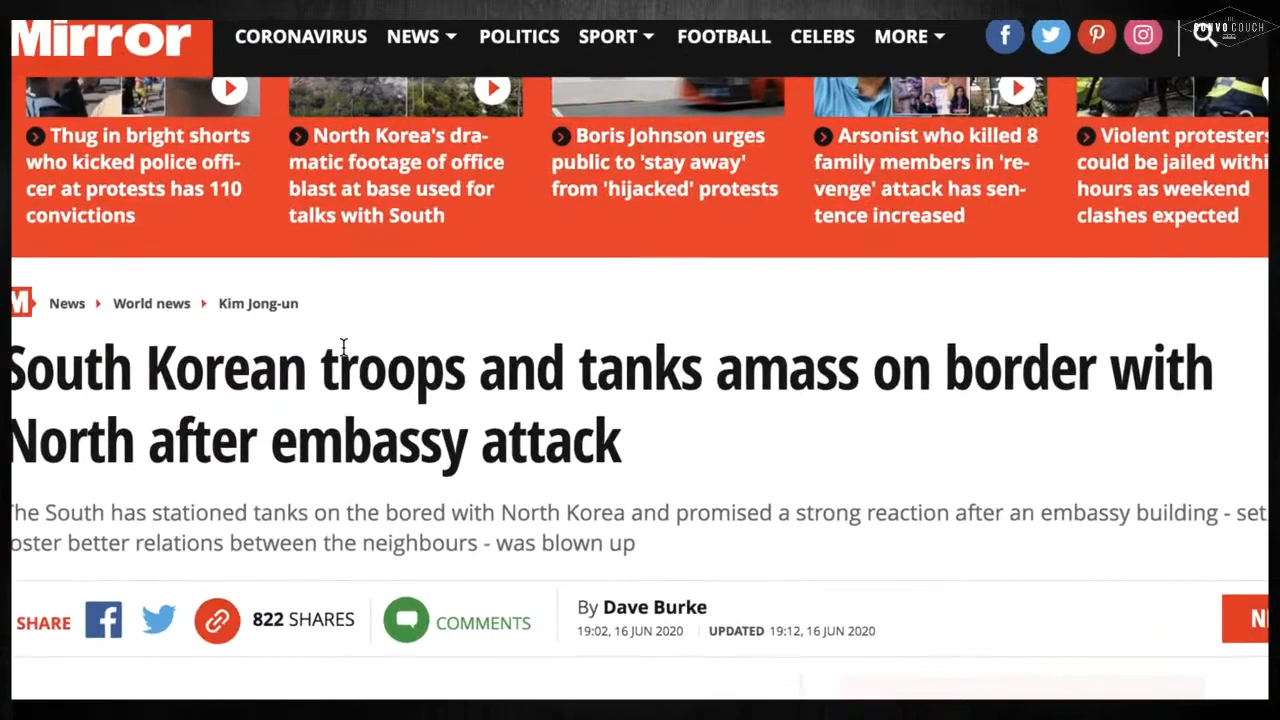 Mirror
CORONAVIRUS NEWS POLITICS SPORT FOOTBALL CELEBS MORE
THE
CONVO COUCH
Thug in bright shorts
who kicked police offi-
cer at protests has 110
convictions
North Korea's dra-
matic footage of office
blast at base used for
talks with South
Boris Johnson urges
public to 'stay away'
from 'hijacked' protests
Arsonist who killed 8
family members in 're-
venge' attack has sen-
tence increased
Violent protesters
could be jailed withi
hours as weekend
clashes expected
M News World news Kim Jong-un
South Korean troops and tanks amass on border with
North after embassy attack
The South has stationed tanks on the bored with North Korea and promised a strong reaction after an embassy building - set
oster better relations between the neighbours - was blown up
SHARE 822 SHARES COMMENTS
By Dave Burke
19:02, 16 JUN 2020 UPDATED 19:12, 16 JUN 2020
N